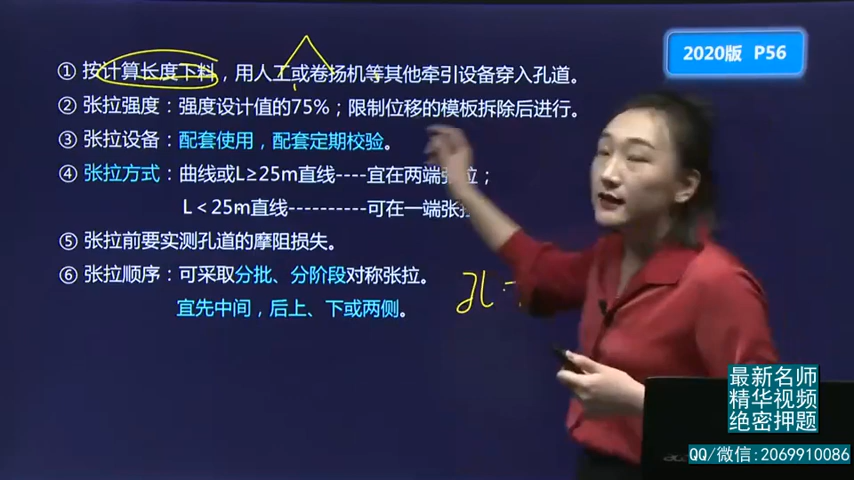 2020版 P56
① 按计算长度下料，用人工或卷扬机等其他牵引设备穿入孔道。
② 张拉强度：强度设计值的75%；限制位移的模板拆除后进行。
③ 张拉设备：配套使用，配套定期校验。
④ 张拉方式：曲线或L≥25m直线----宜在两端张拉；
L＜25m直线----------可在一端张拉
⑤ 张拉前要实测孔道的摩阻损失。
⑥ 张拉顺序：可采取分批、分阶段对称张拉。
宜先中间，后上、下或两侧。
孔
最新名师
精华视频
绝密押题
QQ/微信:2069910086